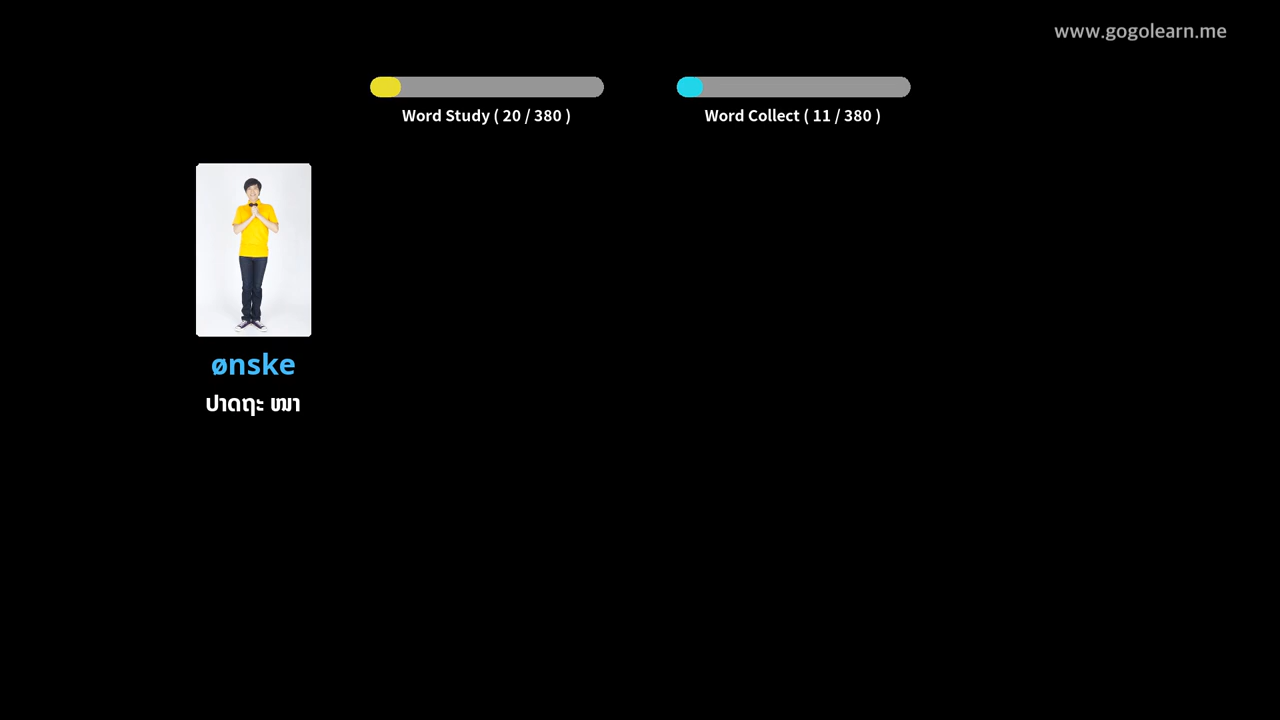 www.gogolearn.me
Word Study ( 20 / 380 )
Word Collect ( 11 / 380 )
ønske
ປາດຖະ ໜາ